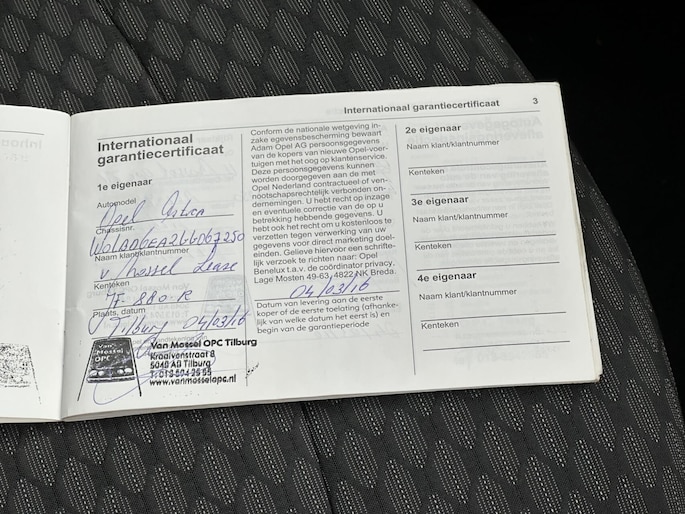 Internationaal garantiecertificaat 3
Internationaal
garantiecertificaat
1e eigenaar
Automodel
Opel Astra
Chassisnr.
Naam klant/klantnummer
v/Mossel Lease
Kenteken
JF-880-R
Plaats, datum
Tilburg 04/03/16
Van Mossel OPC Tilburg
Kraaivenstraat 8
5048 AB Tilburg
www.vanmosselopc.nl
Van
Mossel
OPC
Conform de nationale wetgeving in-
zake egevensbescherming bewaart
Adam Opel AG persoonsgegevens
van de kopers van nieuwe Opel-voer-
tuigen met het oog op klantenservice.
Deze persoonsgegevens kunnen
worden doorgegeven aan de met
Opel Nederland contractueel of ven-
nootschapsrechtelijk verbonden on-
dernemingen. U hebt recht op inzage
en eventuele correctie van de op u
betrekking hebbende gegevens. U
hebt ook het recht om u kosteloos te
verzetten tegen verwerking van uw
gegevens voor direct marketing doel-
einden. Gelieve hiervoor een schrifte-
lijk verzoek te richten naar: Opel
Benelux t.a.v. de coördinator privacy,
Lage Mosten 49-63, 4822 NK Breda.
04/03/16
Datum van levering aan de eerste
koper of de eerste toelating (afhanke-
lijk van welke datum het eerst is) en
begin van de garantieperiode
2e eigenaar
Naam klant/klantnummer
Kenteken
3e eigenaar
Naam klant/klantnummer
Kenteken
4e eigenaar
Naam klant/klantnummer
Kenteken